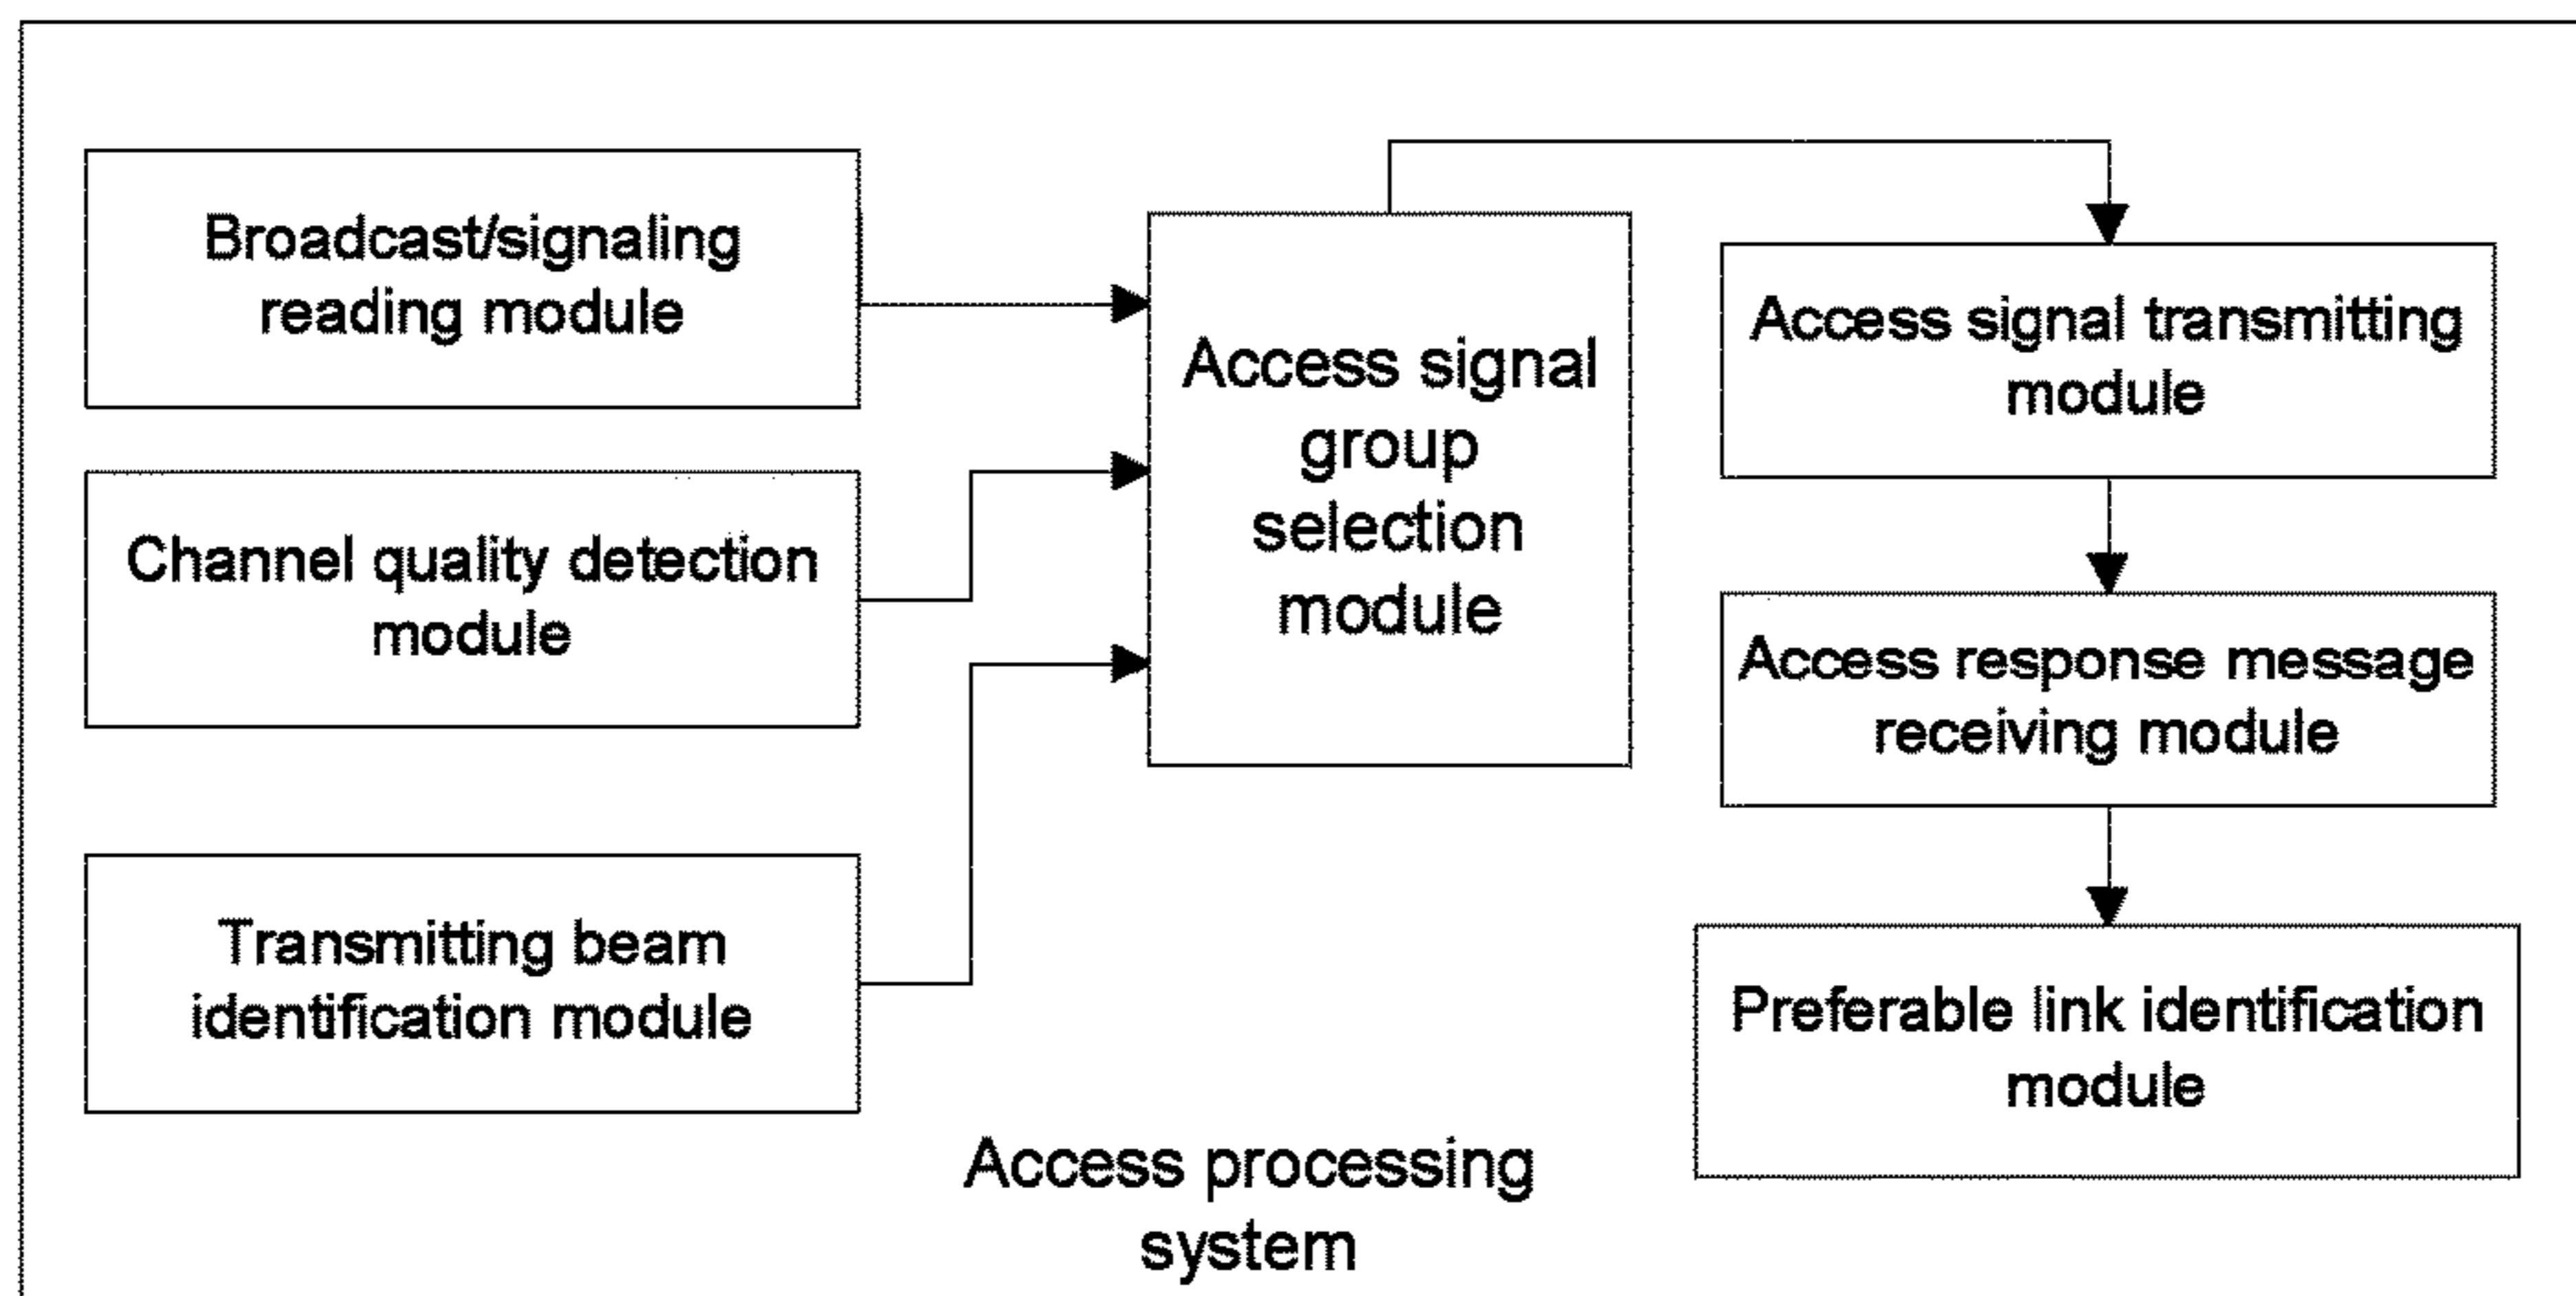 Broadcast/signaling
reading module
Channel quality detection
module
Transmitting beam
identification module
Access signal
group
selection
module
Access signal transmitting
module
Access response message
receiving module
Preferable link identification
module
Access processing
system